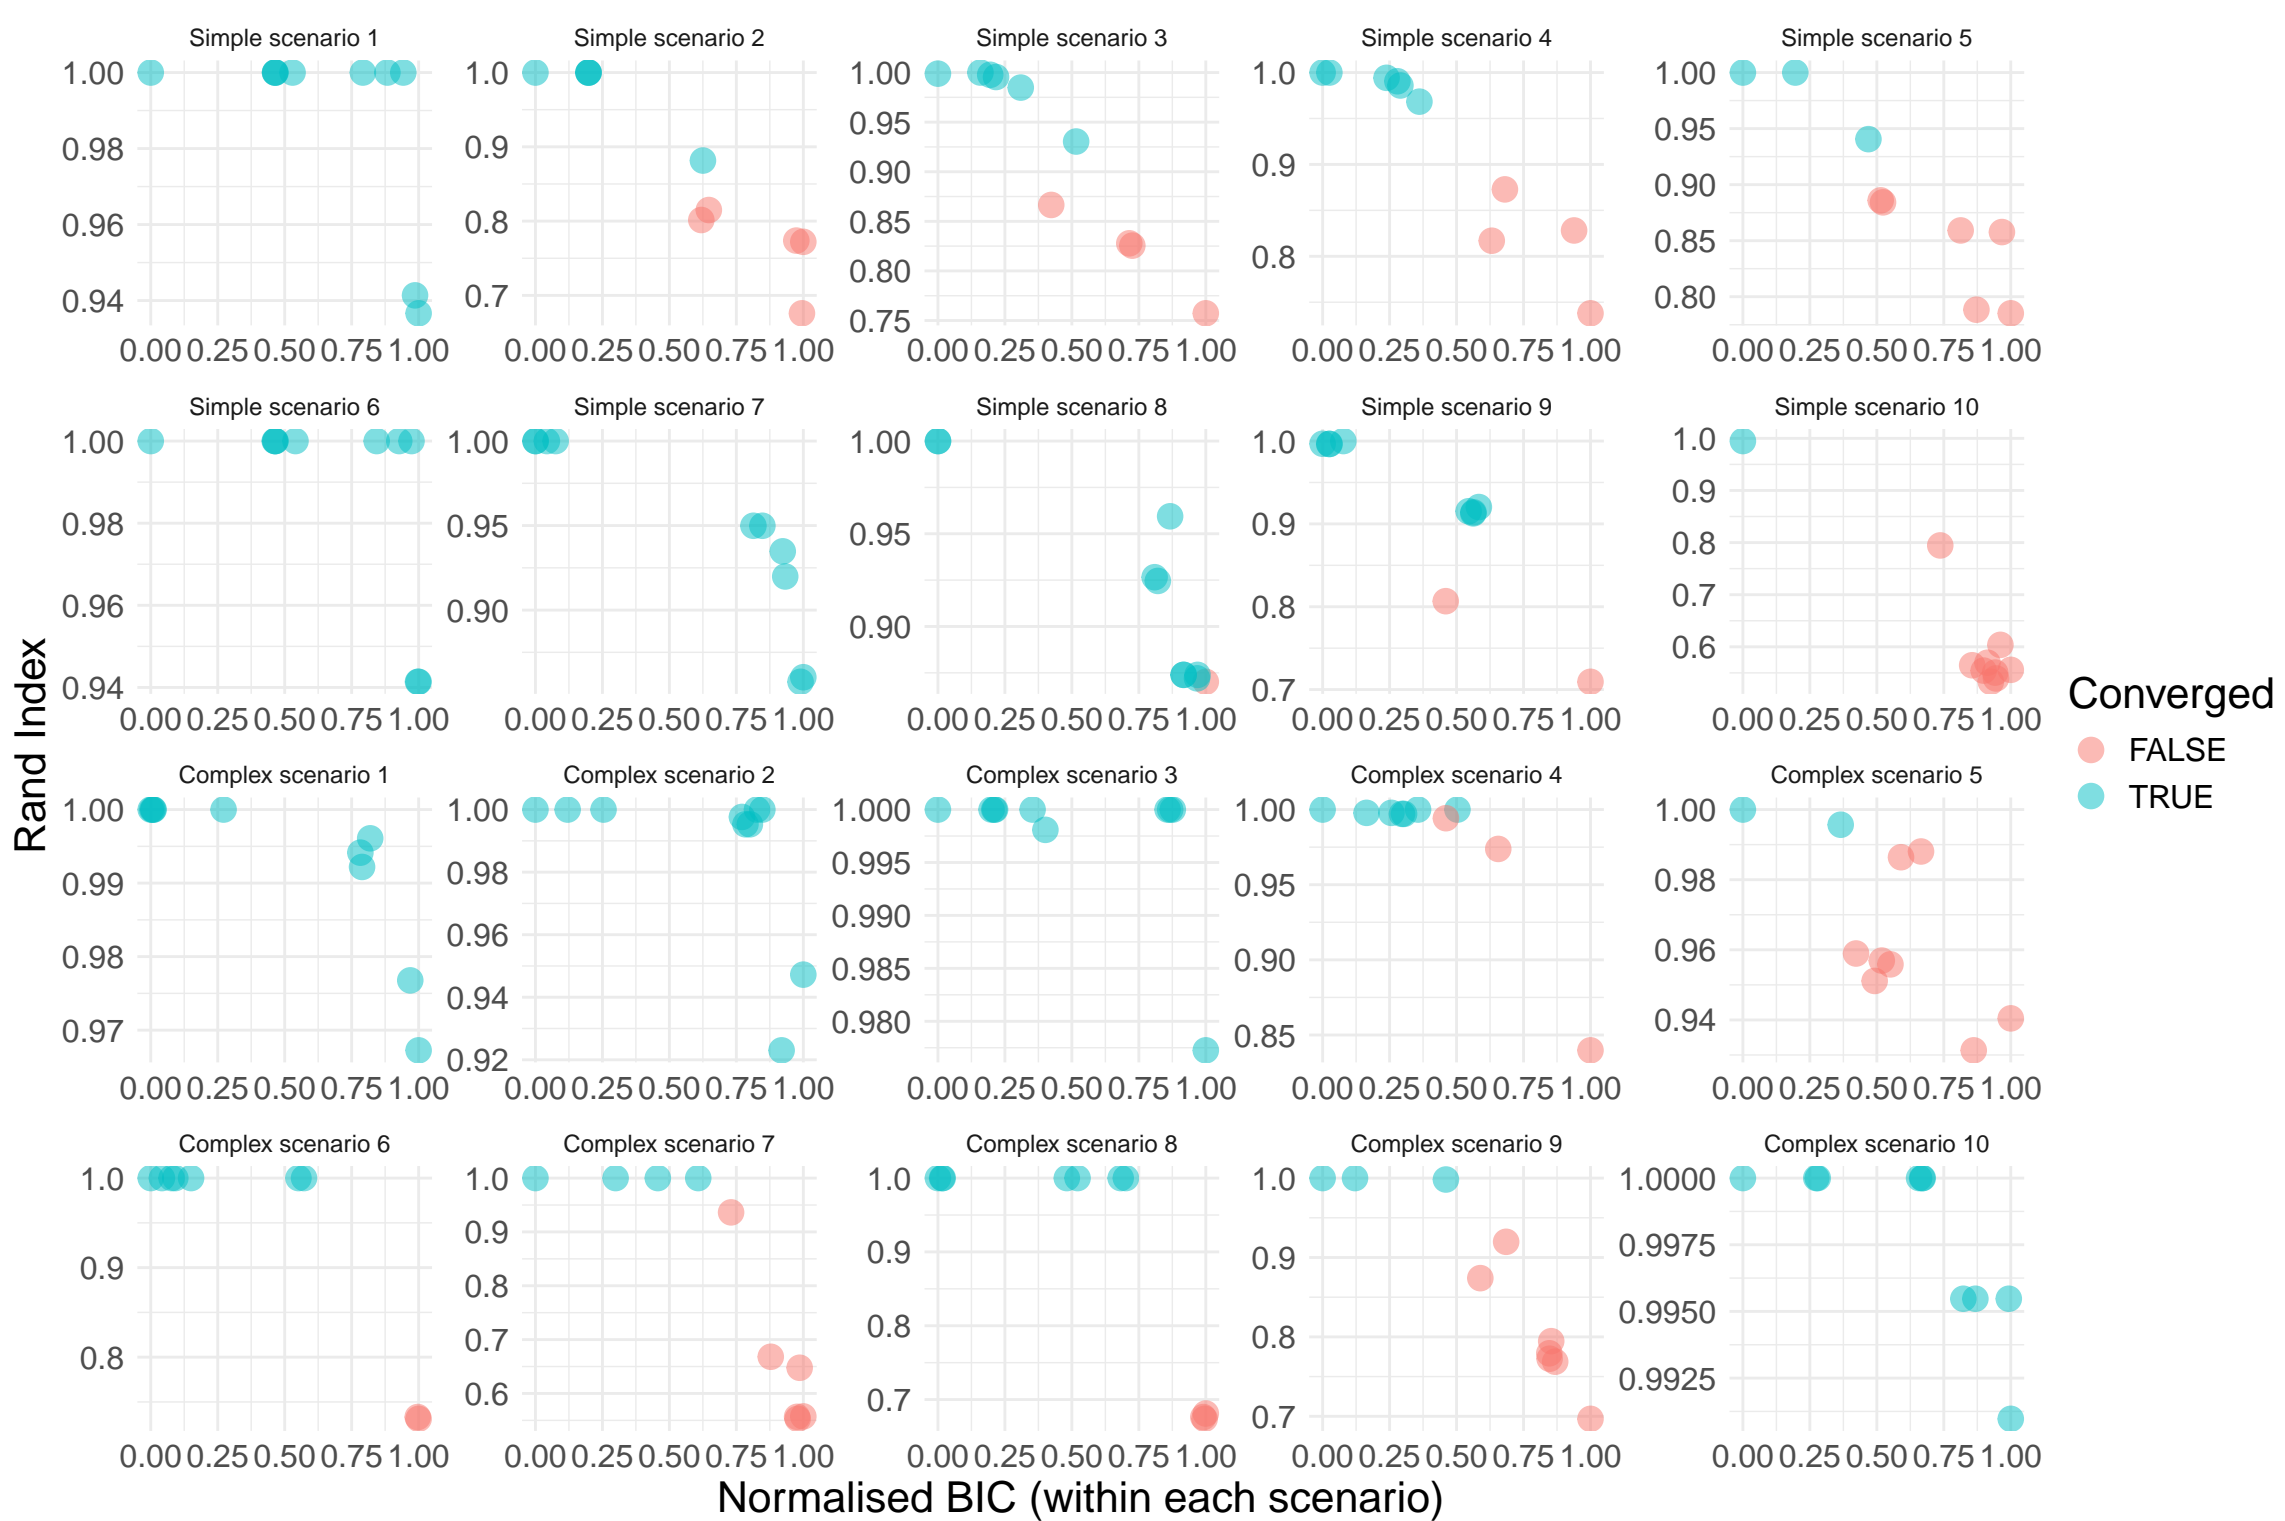 Simple scenario 1 Simple scenario 2 Simple scenario 3 Simple scenario 4 Simple scenario 5
1.00
0.98
0.96
0.94
0.00 0.25 0.50 0.75 1.00
1.0
0.9
0.8
0.7
0.00 0.25 0.50 0.75 1.00
1.00
0.95
0.90
0.85
0.80
0.75
0.00 0.25 0.50 0.75 1.00
1.0
0.9
0.8
0.00 0.25 0.50 0.75 1.00
1.00
0.95
0.90
0.85
0.80
0.00 0.25 0.50 0.75 1.00
Simple scenario 6 Simple scenario 7 Simple scenario 8 Simple scenario 9 Simple scenario 10
1.00
0.98
0.96
0.94
0.00 0.25 0.50 0.75 1.00
1.00
0.95
0.90
0.00 0.25 0.50 0.75 1.00
1.00
0.95
0.90
0.00 0.25 0.50 0.75 1.00
1.0
0.9
0.8
0.7
0.00 0.25 0.50 0.75 1.00
1.0
0.9
0.8
0.7
0.6
0.00 0.25 0.50 0.75 1.00
Complex scenario 1 Complex scenario 2 Complex scenario 3 Complex scenario 4 Complex scenario 5
1.00
0.99
0.98
0.97
0.00 0.25 0.50 0.75 1.00
1.00
0.98
0.96
0.94
0.92
0.00 0.25 0.50 0.75 1.00
1.000
0.995
0.990
0.985
0.980
0.00 0.25 0.50 0.75 1.00
1.00
0.95
0.90
0.85
0.00 0.25 0.50 0.75 1.00
1.00
0.98
0.96
0.94
0.00 0.25 0.50 0.75 1.00
Complex scenario 6 Complex scenario 7 Complex scenario 8 Complex scenario 9 Complex scenario 10
1.0
0.9
0.8
0.00 0.25 0.50 0.75 1.00
1.0
0.9
0.8
0.7
0.6
0.00 0.25 0.50 0.75 1.00
1.0
0.9
0.8
0.7
0.00 0.25 0.50 0.75 1.00
1.0
0.9
0.8
0.7
0.00 0.25 0.50 0.75 1.00
1.0000
0.9975
0.9950
0.9925
0.00 0.25 0.50 0.75 1.00
Rand Index
Normalised BIC (within each scenario)
Converged
FALSE
TRUE